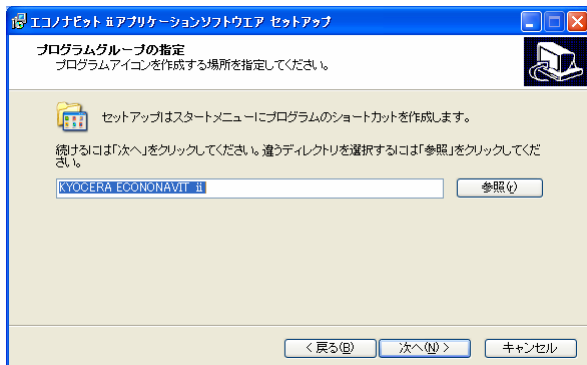 エコノナビット ⅱアプリケーションソフトウエア セットアップ
プログラムグループの指定
プログラムアイコンを作成する場所を指定してください。
セットアップはスタートメニューにプログラムのショートカットを作成します。
続けるには「次へ」をクリックしてください。違うディレクトリを選択するには「参照」をクリックしてくだ
さい。
KYOCERA ECONONAVIT ⅱ
参照(r)
< 戻る(B)
次へ(N) >
キャンセル